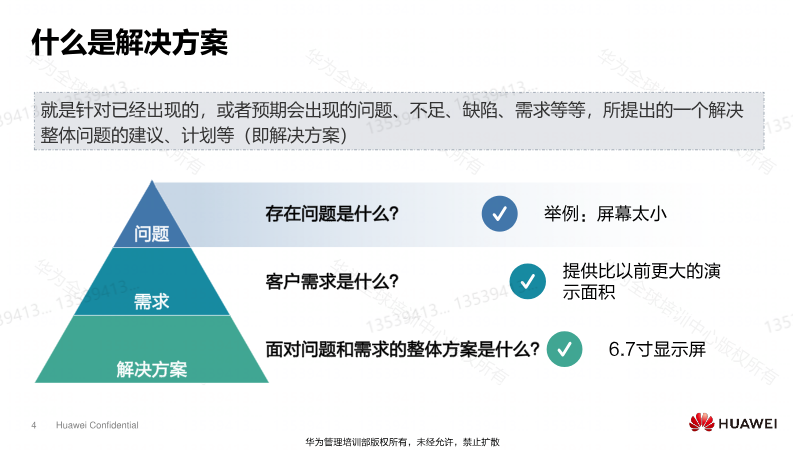 什么是解决方案
就是针对已经出现的，或者预期会出现的问题、不足、缺陷、需求等等，所提出的一个解决
整体问题的建议、计划等（即解决方案）
问题
存在问题是什么？
举例：屏幕太小
需求
客户需求是什么？
提供比以前更大的演
示面积
解决方案
面对问题和需求的整体方案是什么？
6.7寸显示屏
4 Huawei Confidential
HUAWEI
华为管理培训部版权所有，未经允许，禁止扩散